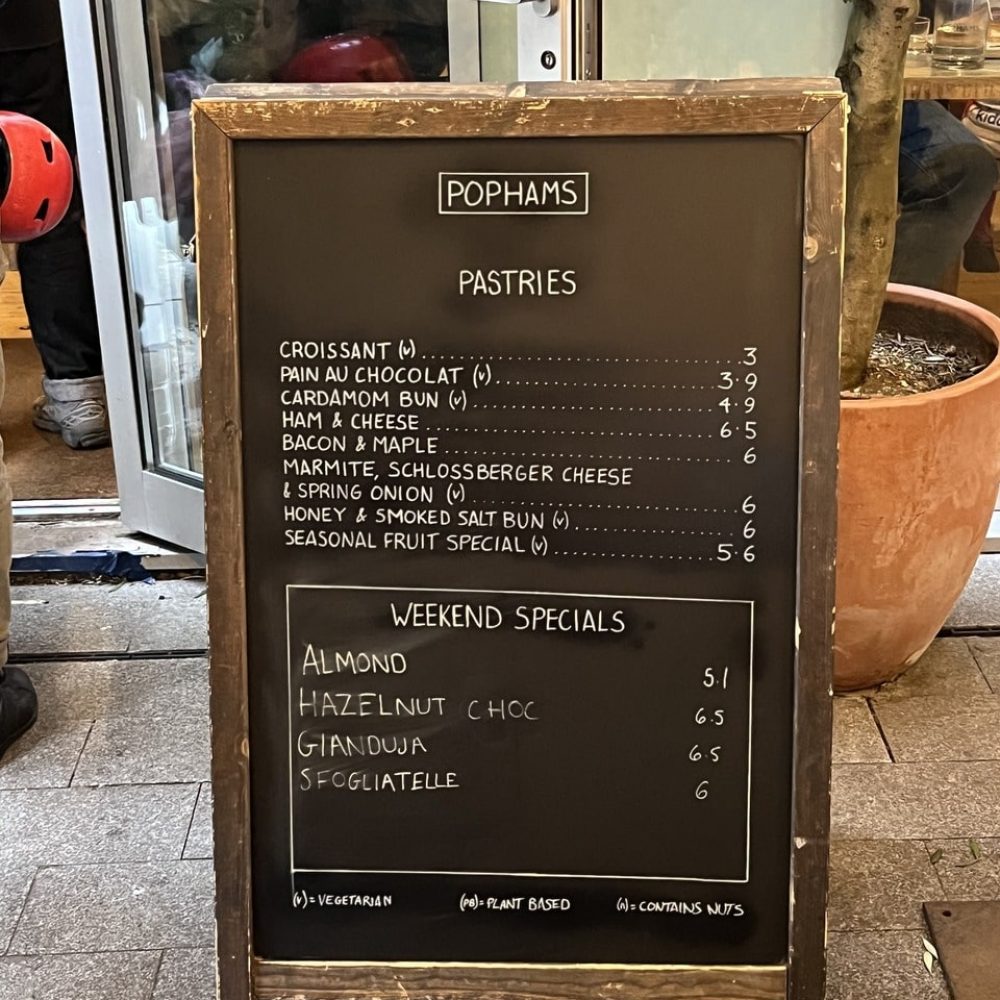 POPHAMS
PASTRIES
CROISSANT (v)........................................3
PAIN AU CHOCOLAT (v)..............................3.9
CARDAMOM BUN (v)................................4.9
HAM & CHEESE......................................6.5
BACON & MAPLE.....................................6
MARMITE, SCHLOSSBERGER CHEESE
& SPRING ONION (v)..................................6
HONEY & SMOKED SALT BUN (v)....................6
SEASONAL FRUIT SPECIAL (v).......................5.6
WEEKEND SPECIALS
ALMOND 5.1
HAZELNUT CHOC 6.5
GIANDUJA 6.5
SFOGLIATELLE 6
(v)=VEGETARIAN (PB)=PLANT BASED (n)=CONTAINS NUTS